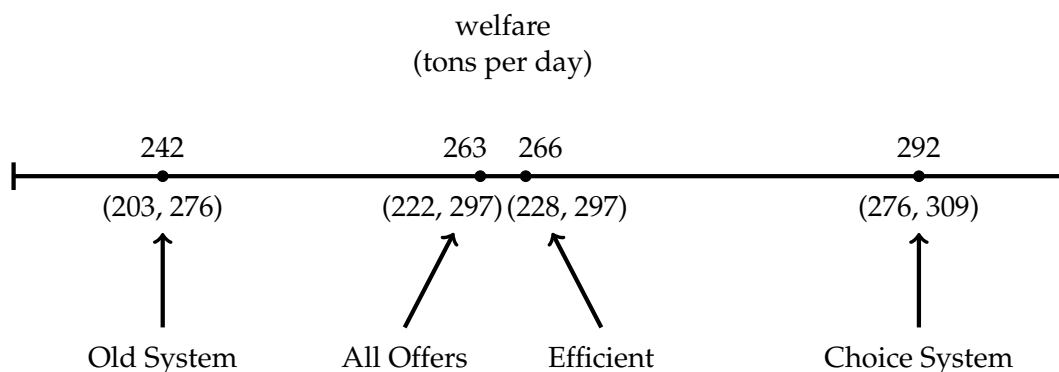 welfare
(tons per day)
242 263 266 292
(203, 276) (222, 297) (228, 297) (276, 309)
Old System All Offers Efficient Choice System